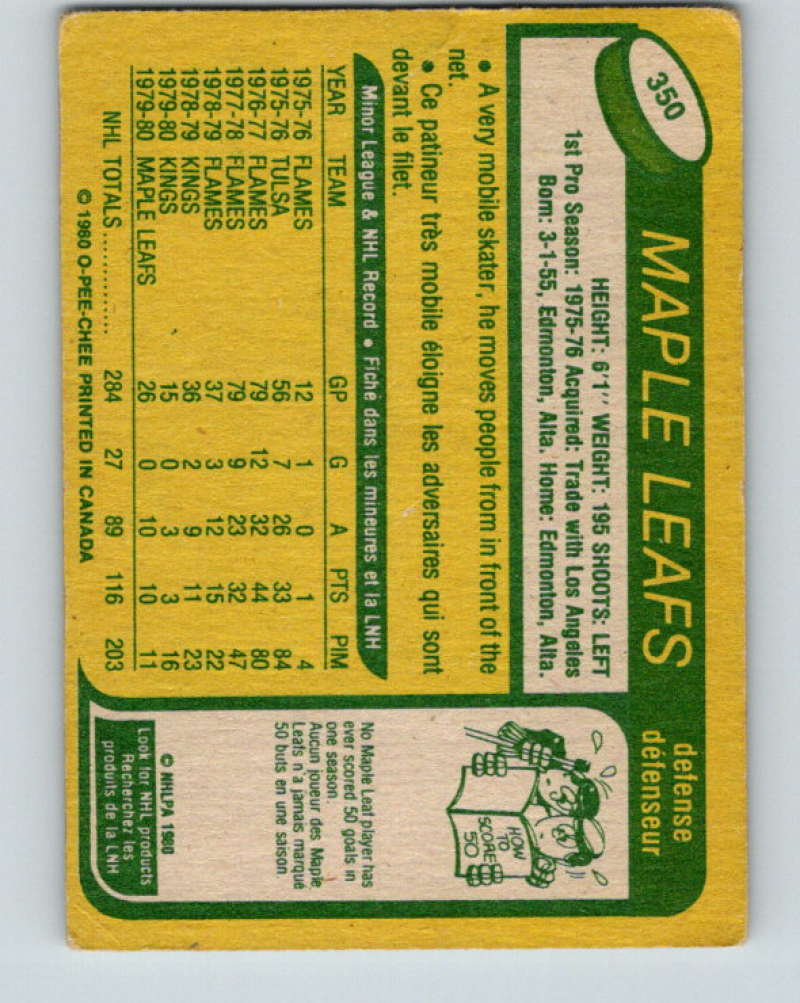 350
MAPLE LEAFS
defense
défenseur
HEIGHT: 6'1" WEIGHT: 195 SHOOTS: LEFT
1st Pro Season: 1975-76 Acquired: Trade with Los Angeles
Born: 3-1-55, Edmonton, Alta. Home: Edmonton, Alta.
• A very mobile skater, he moves people from in front of the
net.
• Ce patineur très mobile éloigne les adversaires qui sont
devant le filet.
Minor League & NHL Record • Fiche dans les mineures et la LNH
YEAR TEAM GP G A PTS PIM
1975-76 FLAMES 12 1 0 1 4
1975-76 TULSA 56 7 26 33 84
1976-77 FLAMES 79 12 32 44 80
1977-78 FLAMES 79 9 23 32 47
1978-79 FLAMES 37 3 12 15 22
1978-79 KINGS 36 2 9 11 23
1979-80 KINGS 15 0 3 3 16
1979-80 MAPLE LEAFS 26 0 10 10 11
NHL TOTALS ............. 284 27 89 116 203
© 1980 O-PEE-CHEE PRINTED IN CANADA
HOW
TO
SCORE
50
No Maple Leaf player has
ever scored 50 goals in
one season.
Aucun joueur des Maple
Leafs n'a jamais marqué
50 buts en une saison
© NHLPA 1980
Look for NHL products
Recherchez les
produits de la LNH